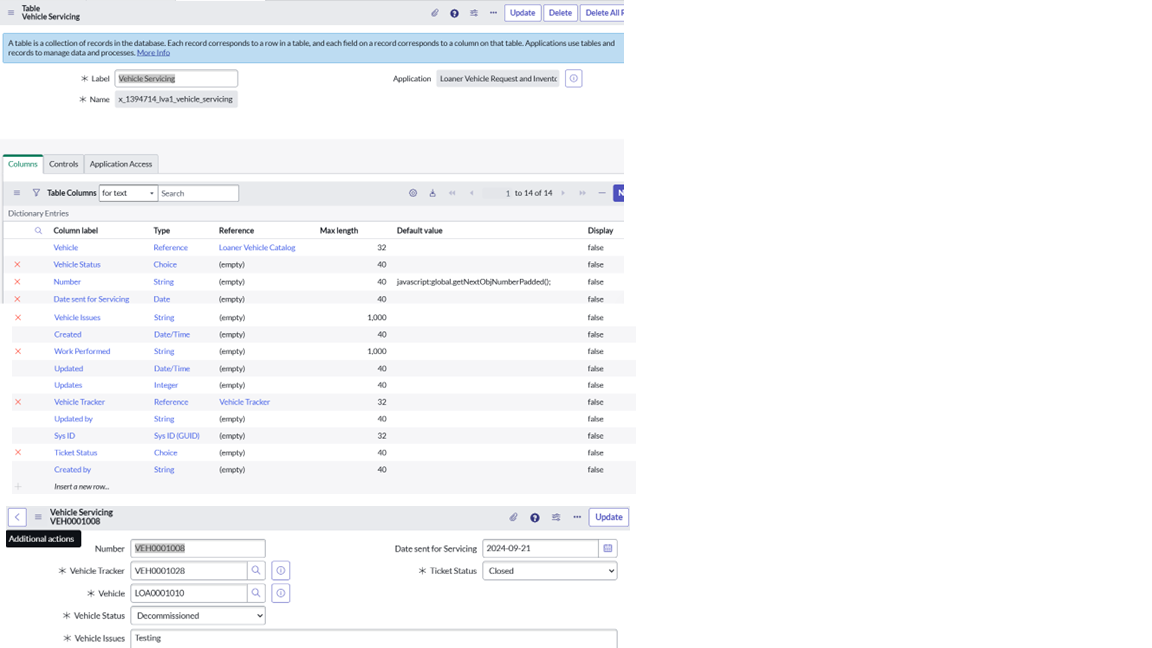 Table
Vehicle Servicing
Update Delete Delete All R
A table is a collection of records in the database. Each record corresponds to a row in a table, and each field on a record corresponds to a column on that table. Applications use tables and
records to manage data and processes. More Info
Label Vehicle Servicing Application Loaner Vehicle Request and Invento
Name x_1394714_lva1_vehicle_servicing
Columns Controls Application Access
Table Columns for text Search 1 to 14 of 14 N
Dictionary Entries
Column label Type Reference Max length Default value Display
Vehicle Reference Loaner Vehicle Catalog 32 false
Vehicle Status Choice (empty) 40 false
Number String (empty) 40 javascript:global.getNextObjNumberPadded(); false
Date sent for Servicing Date (empty) 40 false
Vehicle Issues String (empty) 1,000 false
Created Date/Time (empty) 40 false
Work Performed String (empty) 1,000 false
Updated Date/Time (empty) 40 false
Updates Integer (empty) 40 false
Vehicle Tracker Reference Vehicle Tracker 32 false
Updated by String (empty) 40 false
Sys ID Sys ID (GUID) (empty) 32 false
Ticket Status Choice (empty) 40 false
Created by String (empty) 40 false
Insert a new row...
Vehicle Servicing
VEH0001008
Update
Additional actions
Number VEH0001008 Date sent for Servicing 2024-09-21
Vehicle Tracker VEH0001028 Ticket Status Closed
Vehicle LOA0001010
Vehicle Status Decommissioned
Vehicle Issues Testing